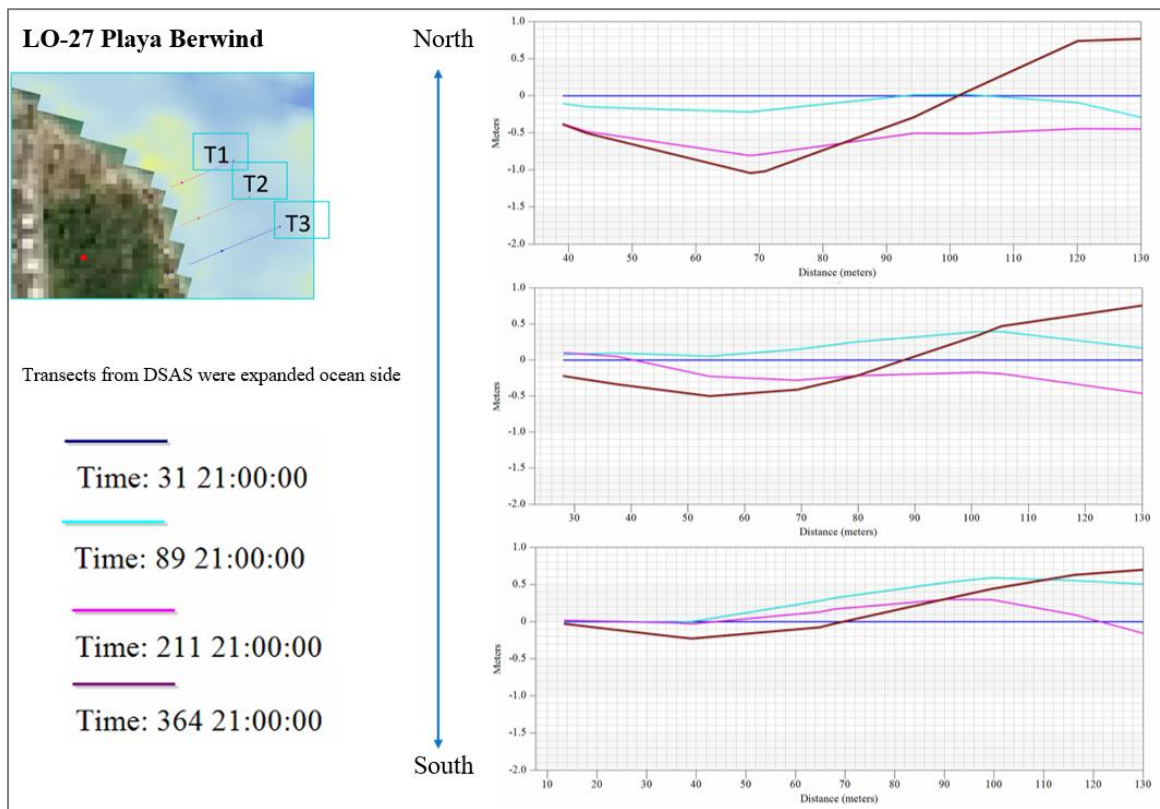 LO-27 Playa Berwind
T1
T2
T3
Transects from DSAS were expanded ocean side
Time: 31 21:00:00
Time: 89 21:00:00
Time: 211 21:00:00
Time: 364 21:00:00
North
South
1.0
0.5
0
-0.5
-1.0
-1.5
-2.0
Meters
40 50 60 70 80 90 100 110 120 130
Distance (meters)
1.0
0.5
0
-0.5
-1.0
-1.5
-2.0
Meters
30 40 50 60 70 80 90 100 110 120 130
Distance (meters)
1.0
0.5
0
-0.5
-1.0
-1.5
-2.0
Meters
10 20 30 40 50 60 70 80 90 100 110 120 130
Distance (meters)